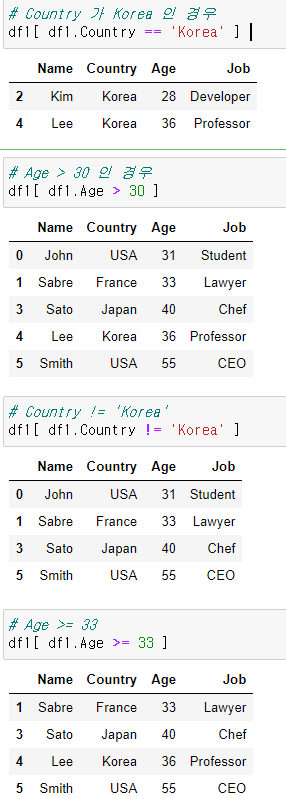 # Country 가 Korea 인 경우
df1[ df1.Country == 'Korea' ]
Name Country Age Job
2 Kim Korea 28 Developer
4 Lee Korea 36 Professor
# Age > 30 인 경우
df1[ df1.Age > 30 ]
Name Country Age Job
0 John USA 31 Student
1 Sabre France 33 Lawyer
3 Sato Japan 40 Chef
4 Lee Korea 36 Professor
5 Smith USA 55 CEO
# Country != 'Korea'
df1[ df1.Country != 'Korea' ]
Name Country Age Job
0 John USA 31 Student
1 Sabre France 33 Lawyer
3 Sato Japan 40 Chef
5 Smith USA 55 CEO
# Age >= 33
df1[ df1.Age >= 33 ]
Name Country Age Job
1 Sabre France 33 Lawyer
3 Sato Japan 40 Chef
4 Lee Korea 36 Professor
5 Smith USA 55 CEO